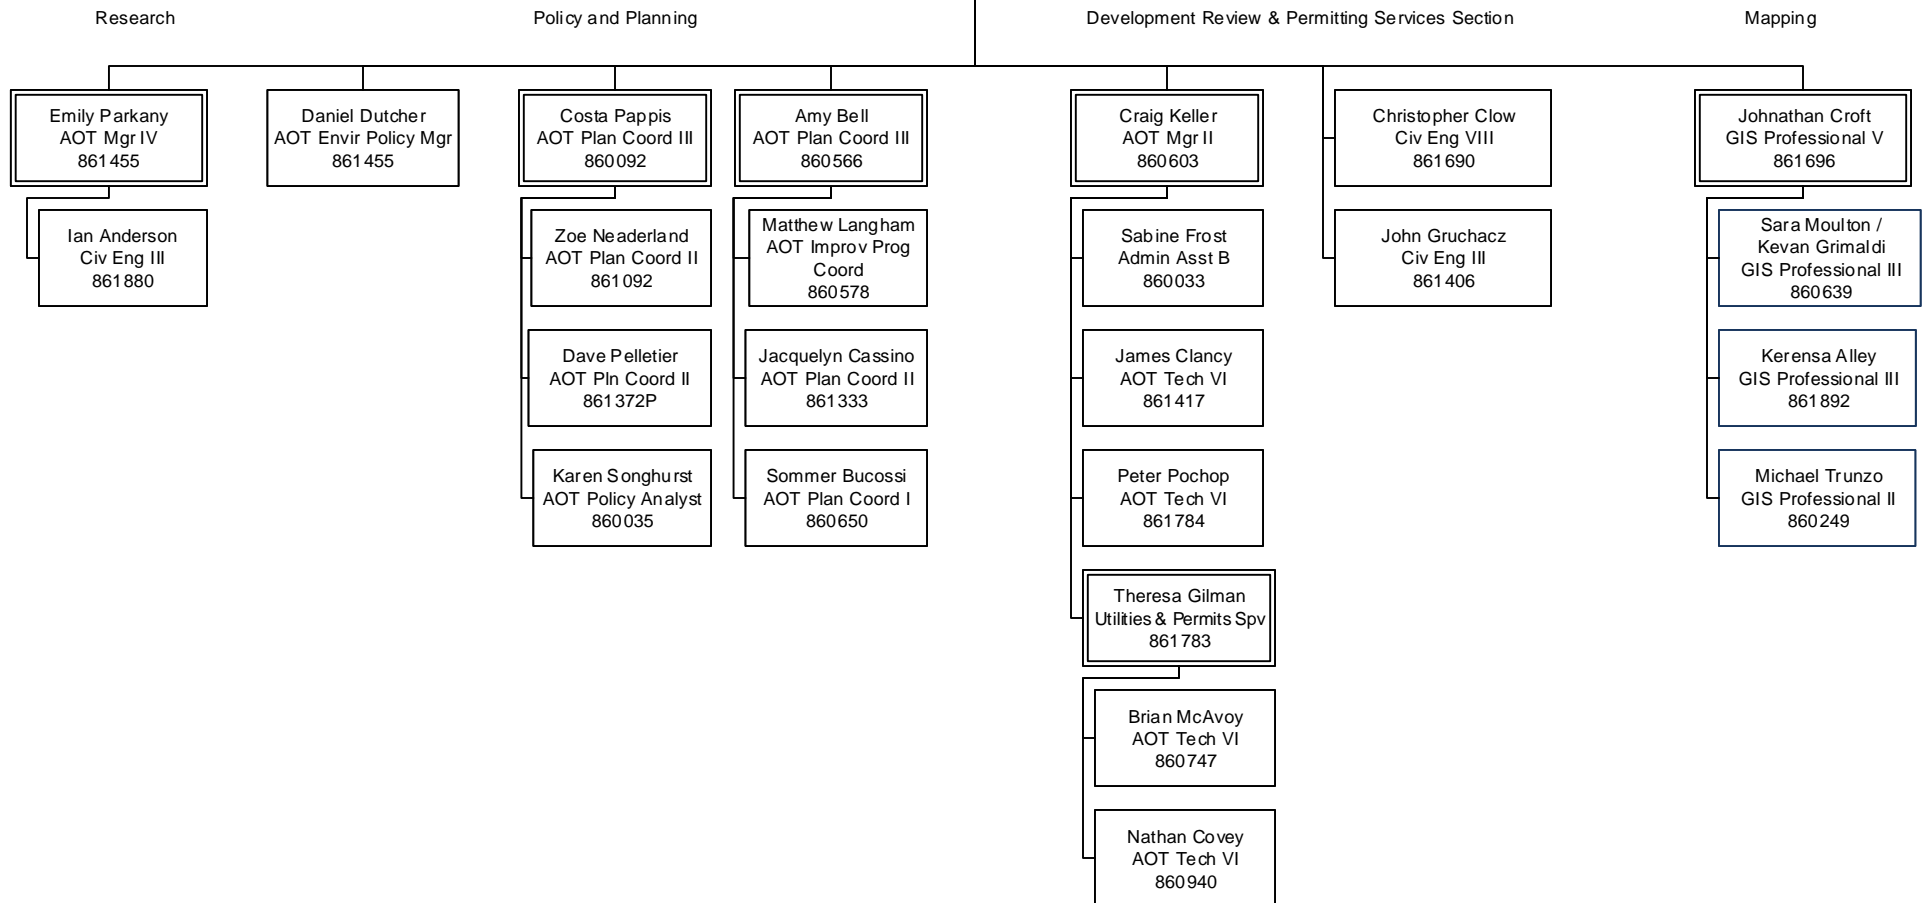 Research
Policy and Planning
Development Review & Permitting Services Section
Mapping
Emily Parkany
AOT Mgr IV
861455
Ian Anderson
Civ Eng III
861880
Daniel Dutcher
AOT Envir Policy Mgr
861455
Costa Pappis
AOT Plan Coord III
860092
Zoe Neaderland
AOT Plan Coord II
861092
Dave Pelletier
AOT Pln Coord II
861372P
Karen Songhurst
AOT Policy Analyst
860035
Amy Bell
AOT Plan Coord III
860566
Matthew Langham
AOT Improv Prog
Coord
860578
Jacquelyn Cassino
AOT Plan Coord II
861333
Sommer Bucossi
AOT Plan Coord I
860650
Craig Keller
AOT Mgr II
860603
Sabine Frost
Admin Asst B
860033
James Clancy
AOT Tech VI
861417
Peter Pochop
AOT Tech VI
861784
Theresa Gilman
Utilities & Permits Spv
861783
Brian McAvoy
AOT Tech VI
860747
Nathan Covey
AOT Tech VI
860940
Christopher Clow
Civ Eng VIII
861690
John Gruchacz
Civ Eng III
861406
Johnathan Croft
GIS Professional V
861696
Sara Moulton /
Kevan Grimaldi
GIS Professional III
860639
Kerensa Alley
GIS Professional III
861892
Michael Trunzo
GIS Professional II
860249